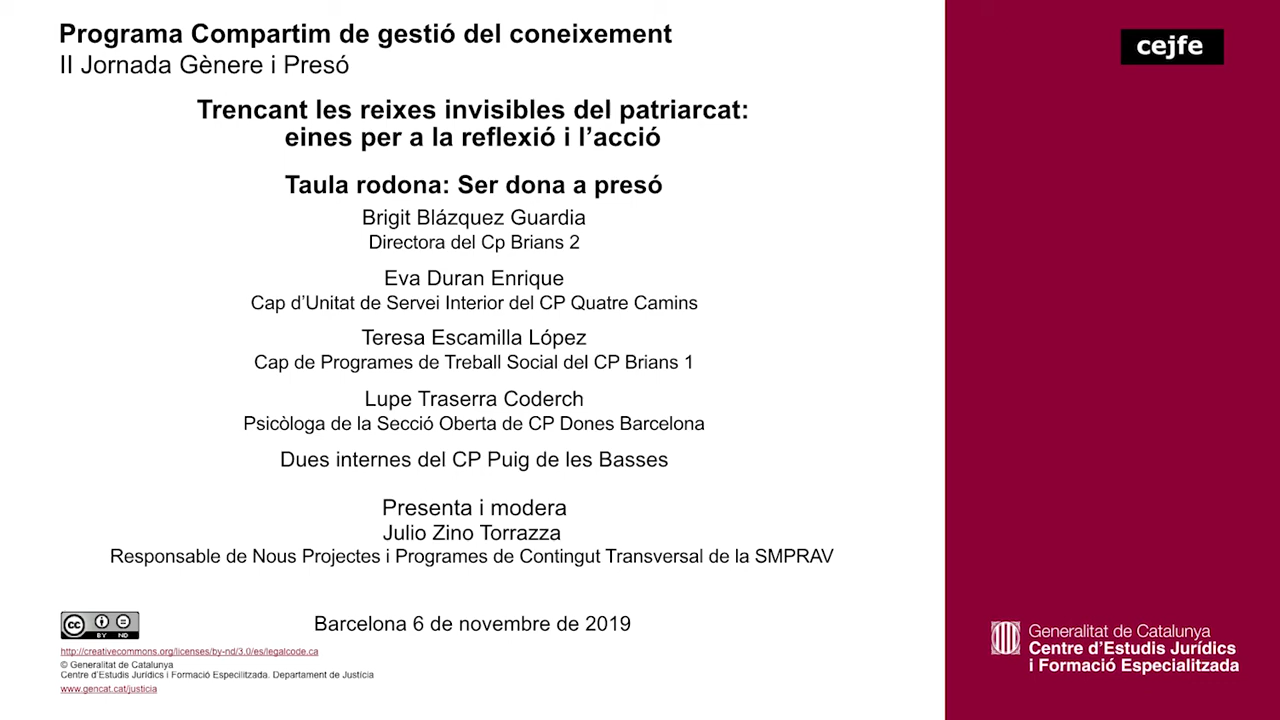 Programa Compartim de gestió del coneixement
II Jornada Gènere i Presó
cejfe
Trencant les reixes invisibles del patriarcat:
eines per a la reflexió i l'acció
Taula rodona: Ser dona a presó
Brigit Blázquez Guardia
Directora del Cp Brians 2
Eva Duran Enrique
Cap d'Unitat de Servei Interior del CP Quatre Camins
Teresa Escamilla López
Cap de Programes de Treball Social del CP Brians 1
Lupe Traserra Coderch
Psicòloga de la Secció Oberta de CP Dones Barcelona
Dues internes del CP Puig de les Basses
Presenta i modera
Julio Zino Torrazza
Responsable de Nous Projectes i Programes de Contingut Transversal de la SMPRAV
Barcelona 6 de novembre de 2019
cc BY ND
http://creativecommons.org/licenses/by-nd/3.0/es/legalcode.ca
© Generalitat de Catalunya
Centre d'Estudis Jurídics i Formació Especilitzada. Departament de Justícia
www.gencat.cat/justicia
Generalitat de Catalunya
Centre d'Estudis Jurídics
i Formació Especialitzada